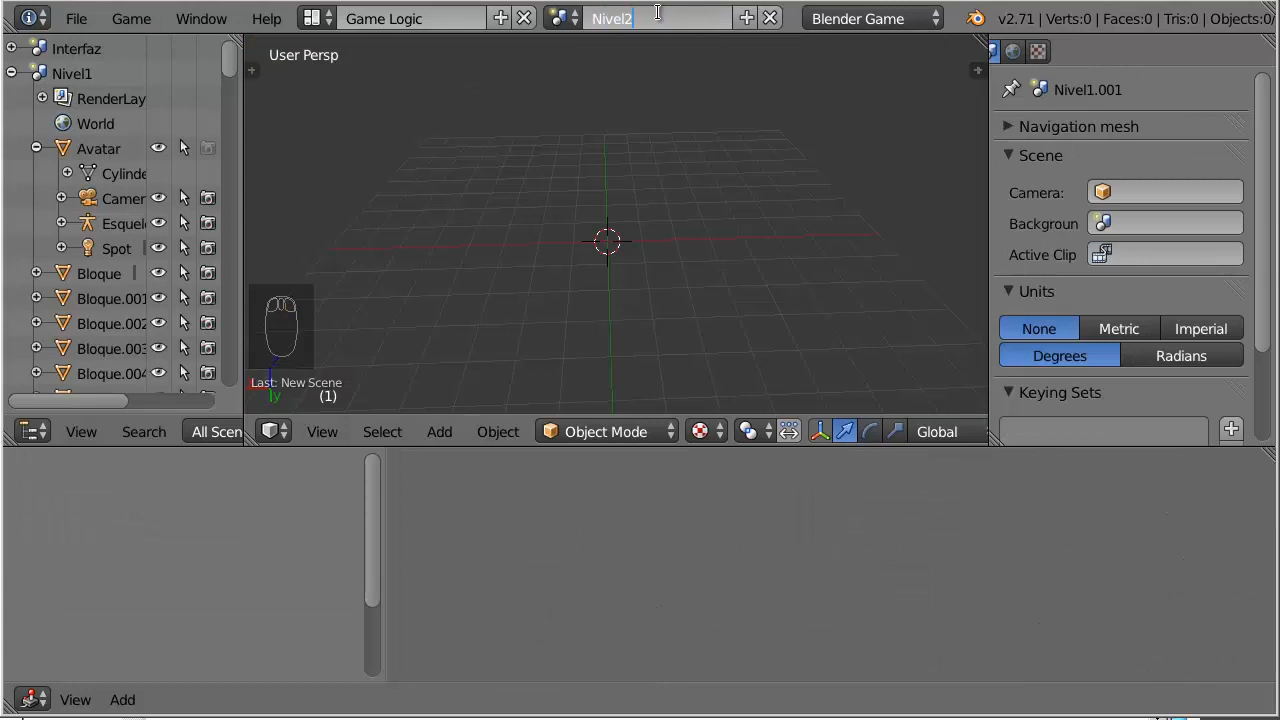 File Game Window Help Game Logic Nivel2 Blender Game v2.71 | Verts:0 | Faces:0 | Tris:0 | Objects:0/
Interfaz
Nivel1
RenderLay
World
Avatar
Cylinde
Camer
Esquel
Spot
Bloque
Bloque.001
Bloque.002
Bloque.003
Bloque.004
View Search All Scen
User Persp
Last: New Scene
(1)
y
View Select Add Object Object Mode Global
Nivel1.001
Navigation mesh
Scene
Camera:
Backgroun
Active Clip
Units
None Metric Imperial
Degrees Radians
Keying Sets
View Add